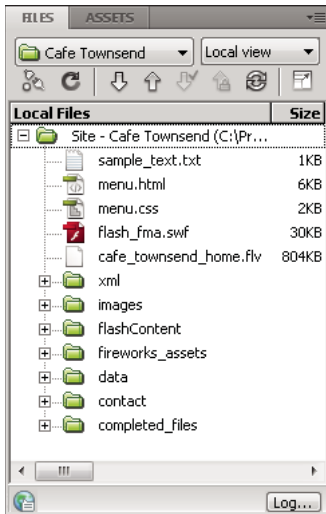 FILES ASSETS
Cafe Townsend Local view
Local Files Size
Site - Cafe Townsend (C:\Pr...
sample_text.txt 1KB
menu.html 6KB
menu.css 2KB
flash_fma.swf 30KB
cafe_townsend_home.flv 804KB
xml
images
flashContent
fireworks_assets
data
contact
completed_files
Log...